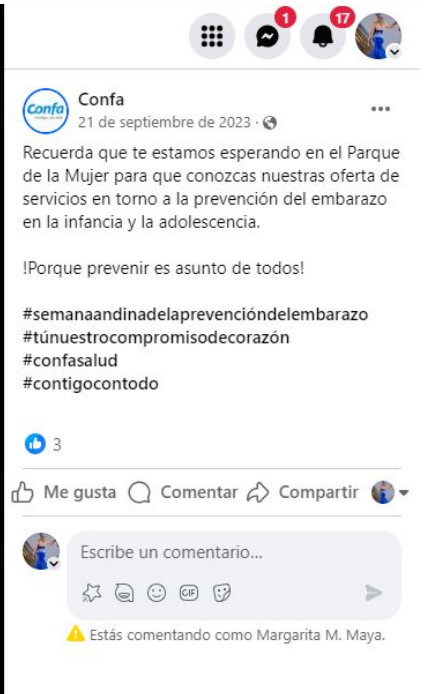 1
17
Confa
Confa
21 de septiembre de 2023 ·
Recuerda que te estamos esperando en el Parque
de la Mujer para que conozcas nuestras oferta de
servicios en torno a la prevención del embarazo
en la infancia y la adolescencia.
!Porque prevenir es asunto de todos!
#semanaandinadelaprevencióndelembarazo
#túnuestrocompromisodecorazón
#confasalud
#contigocontodo
3
Me gusta Comentar Compartir
Escribe un comentario...
GIF
Estás comentando como Margarita M. Maya.